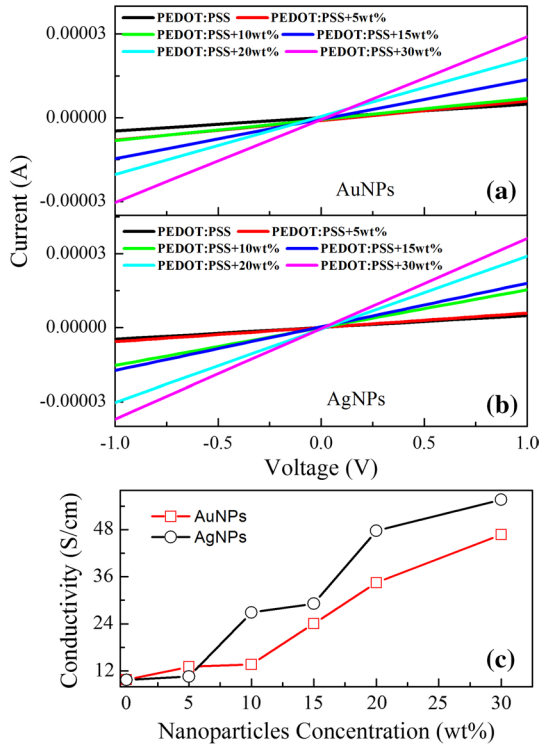 PEDOT:PSS PEDOT:PSS+5wt%
PEDOT:PSS+10wt% PEDOT:PSS+15wt%
PEDOT:PSS+20wt% PEDOT:PSS+30wt%
0.00003
0.00000
-0.00003
AuNPs
(a)
Current (A)
PEDOT:PSS PEDOT:PSS+5wt%
PEDOT:PSS+10wt% PEDOT:PSS+15wt%
PEDOT:PSS+20wt% PEDOT:PSS+30wt%
0.00003
0.00000
-0.00003
AgNPs
(b)
-1.0 -0.5 0.0 0.5 1.0
Voltage (V)
AuNPs
AgNPs
Conductivity (S/cm)
48
36
24
12
(c)
0 5 10 15 20 30
Nanoparticles Concentration (wt%)